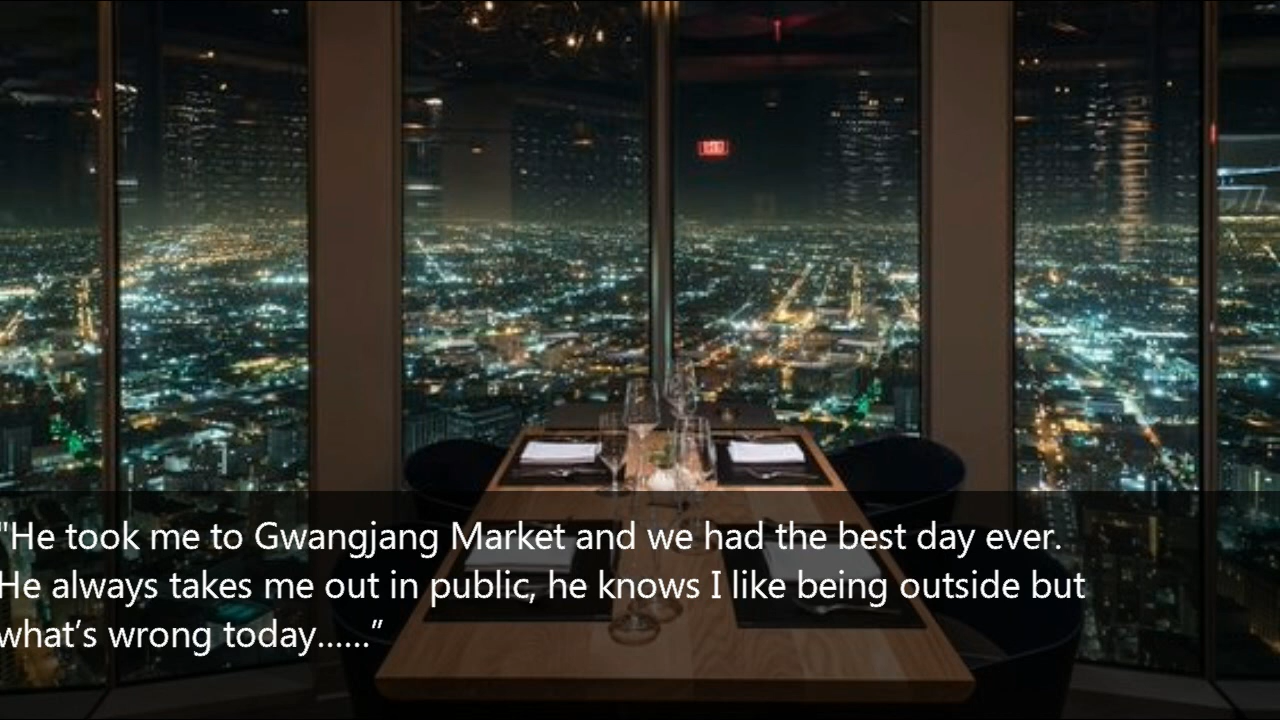 "He took me to Gwangjang Market and we had the best day ever.
He always takes me out in public, he knows I like being outside but
what's wrong today......”